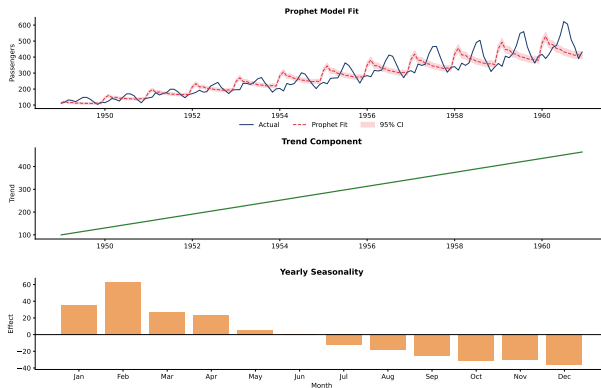 Prophet Model Fit
600
500
400
300
200
100
Passengers
1950 1952 1954 1956 1958 1960
Actual Prophet Fit 95% CI
Trend Component
400
300
200
100
Trend
1950 1952 1954 1956 1958 1960
Yearly Seasonality
60
40
20
0
−20
−40
Effect
Jan Feb Mar Apr May Jun Jul Aug Sep Oct Nov Dec
Month